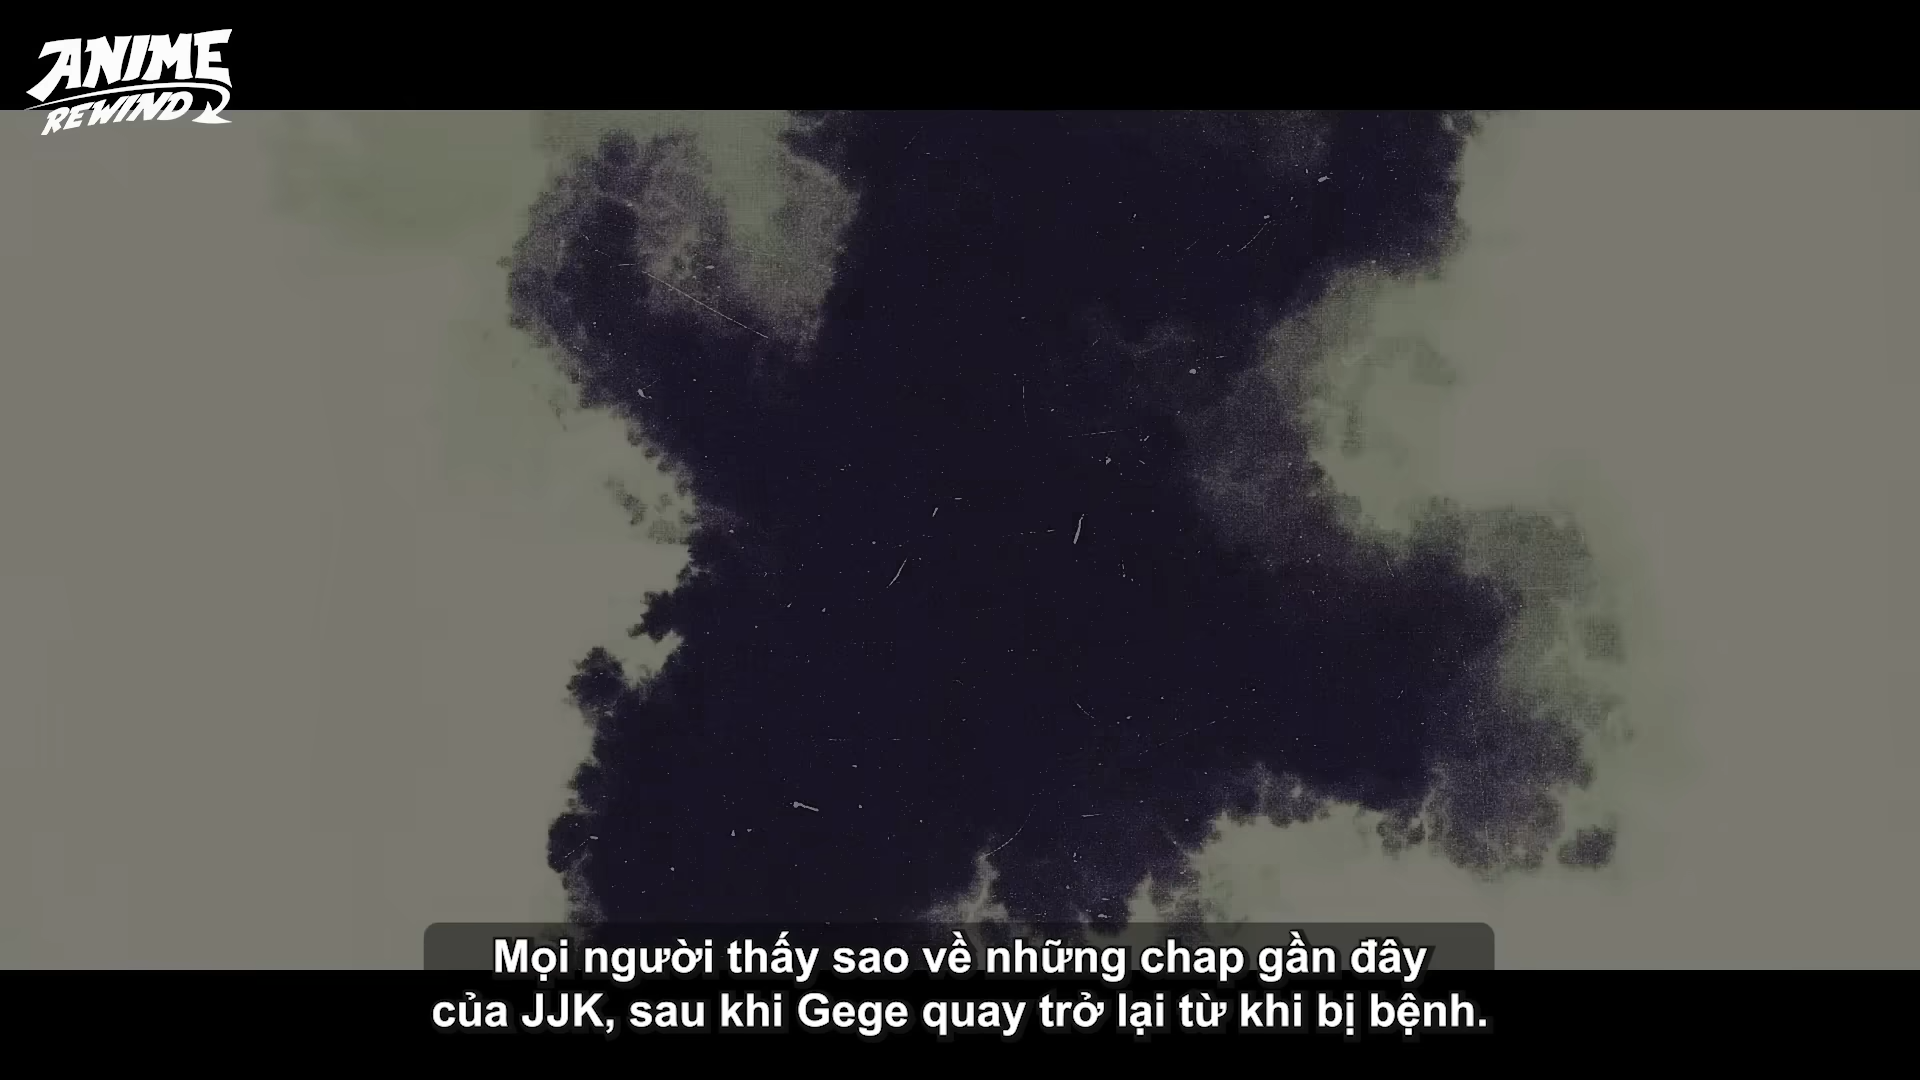 ANIME
REWIND
Mọi người thấy sao về những chap gần đây
của JJK, sau khi Gege quay trở lại từ khi bị bệnh.